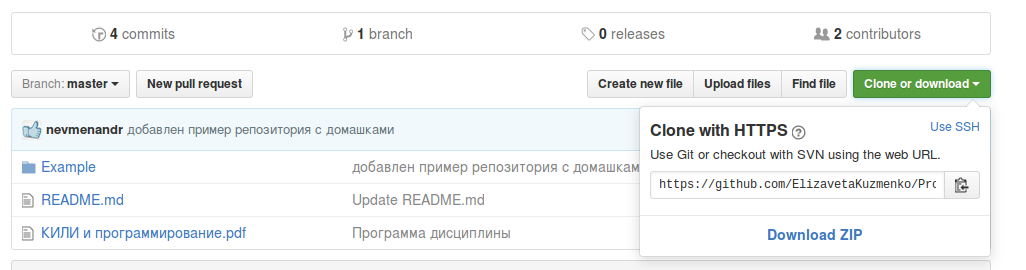 4 commits 1 branch 0 releases 2 contributors
Branch: master New pull request Create new file Upload files Find file Clone or download
nevmenandr добавлен пример репозитория с домашками
Clone with HTTPS ? Use SSH
Use Git or checkout with SVN using the web URL.
Example добавлен пример репозитория с домашкам
https://github.com/ElizavetaKuzmenko/Pro
README.md Update README.md
КИЛИ и программирование.pdf Программа дисциплины
Download ZIP